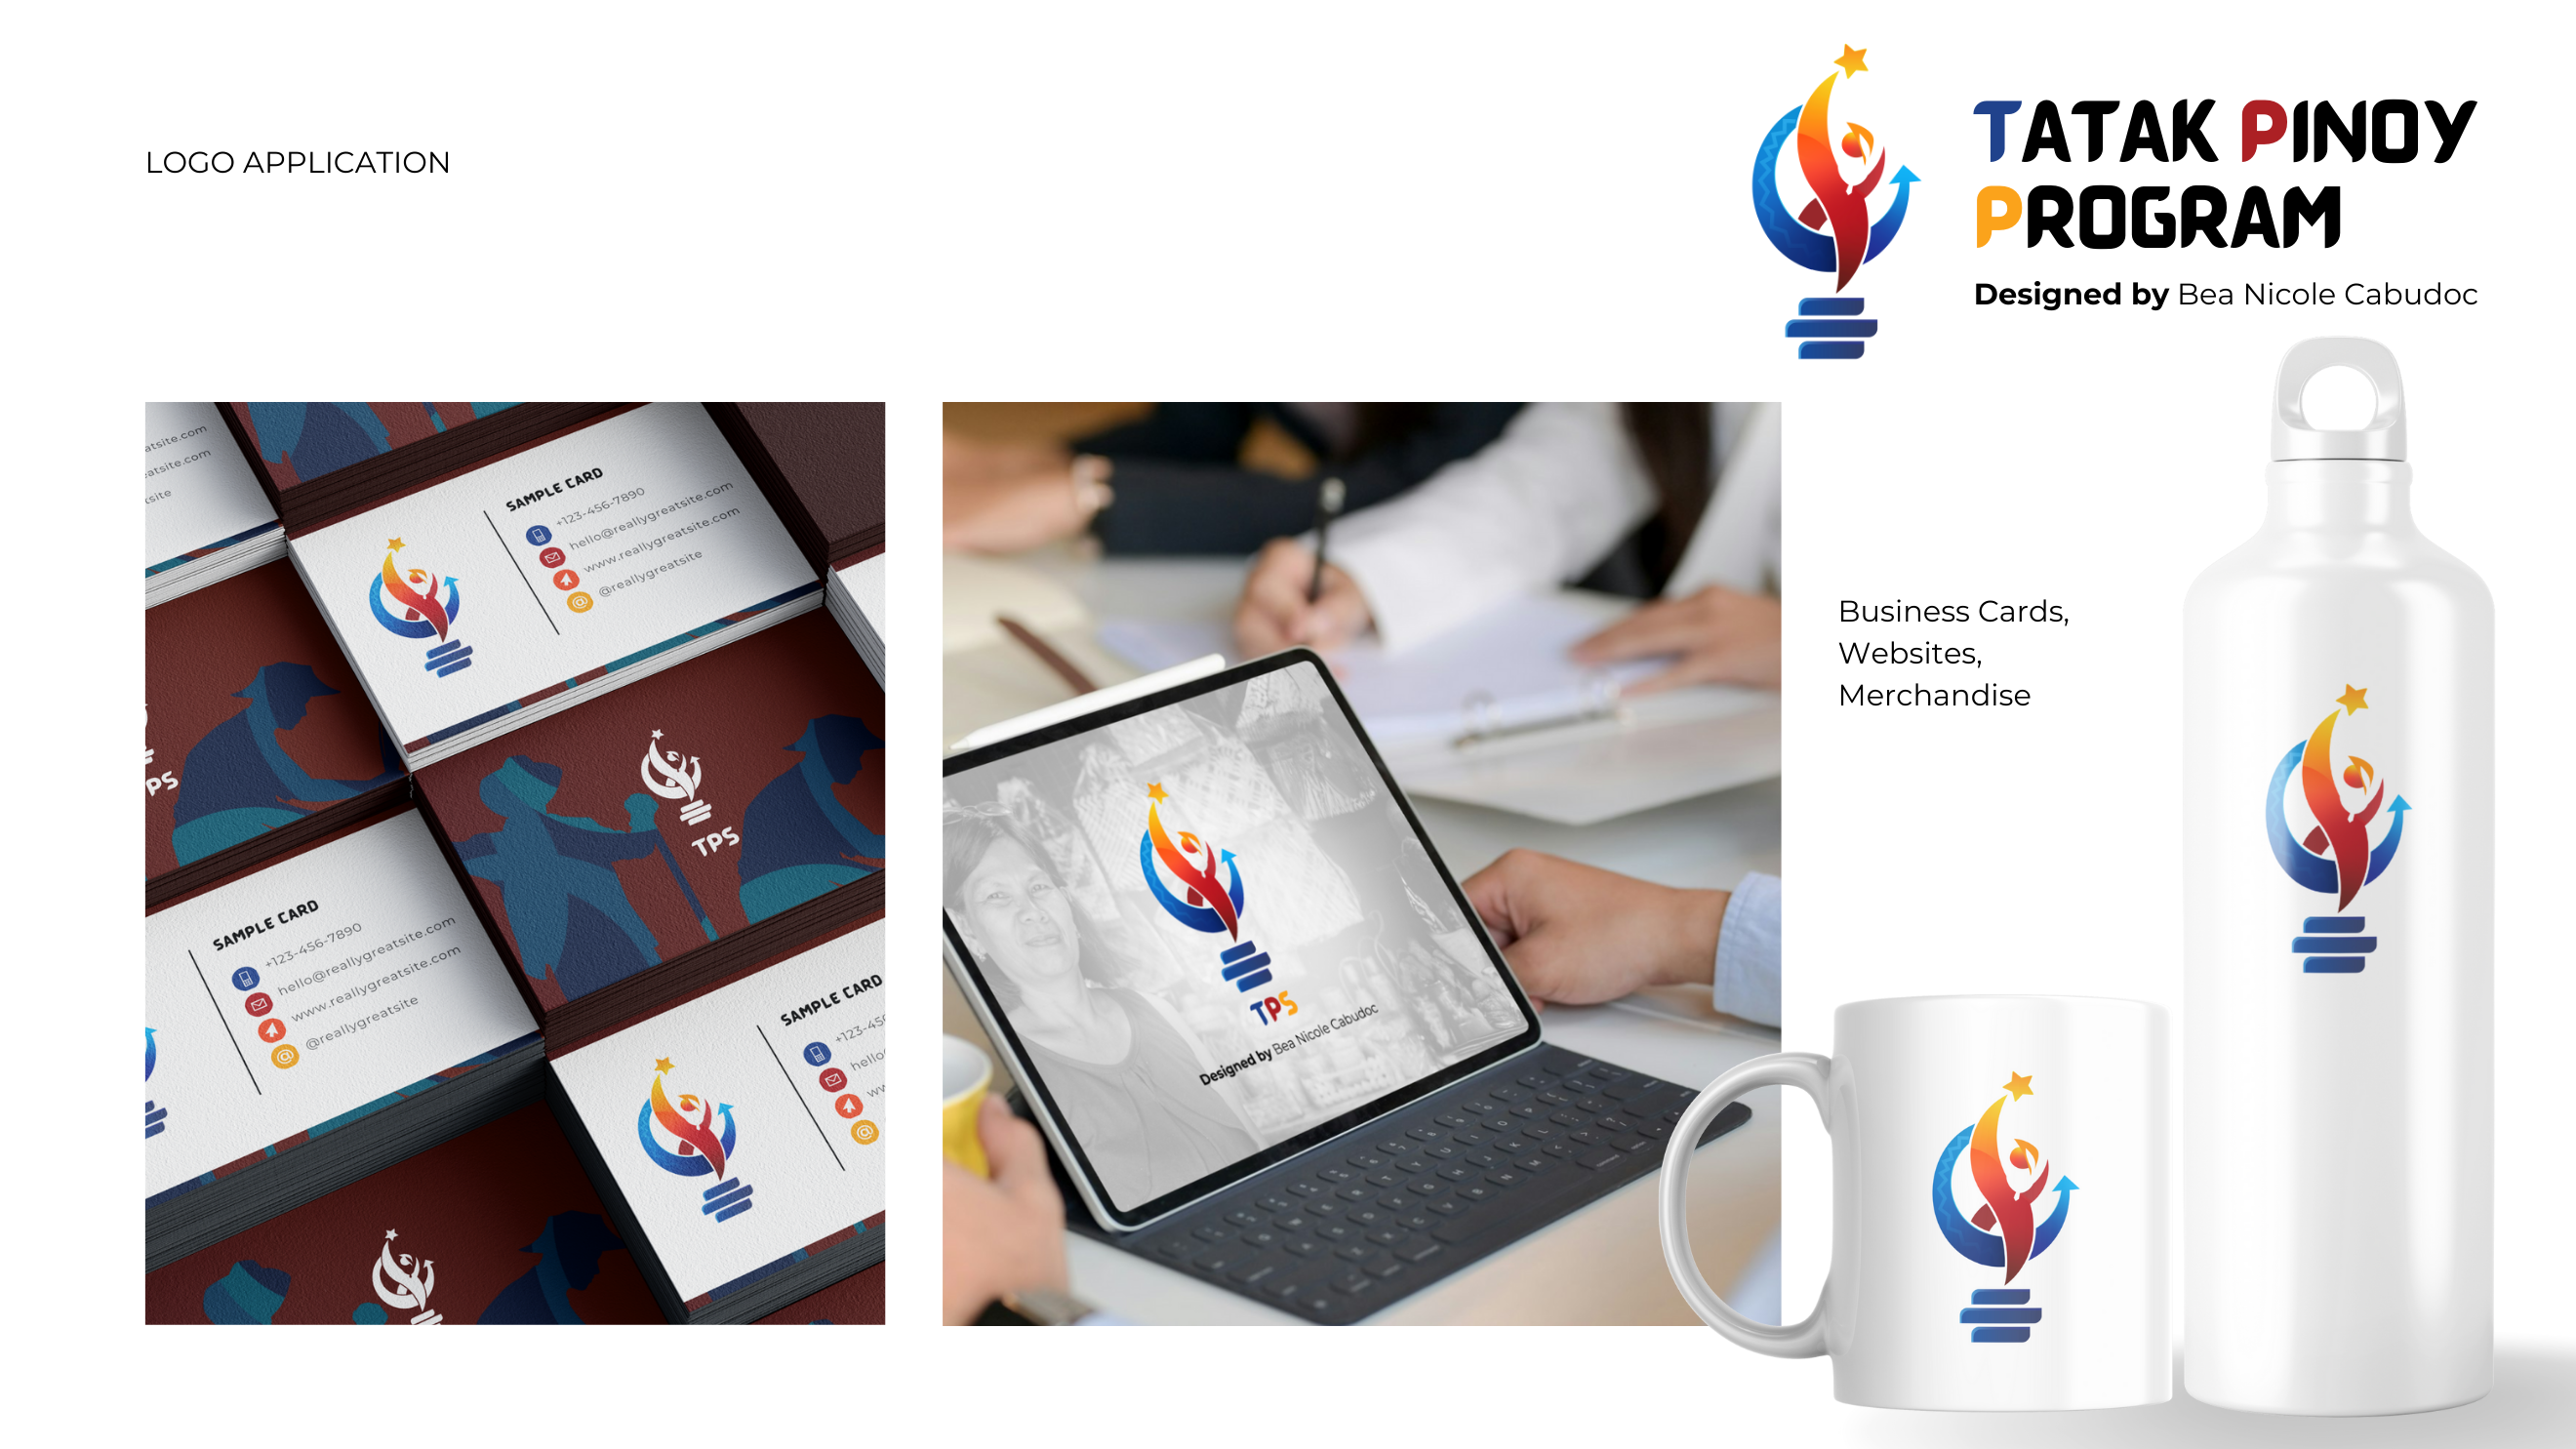 LOGO APPLICATION
TATAK PINOY
PROGRAM
Designed by Bea Nicole Cabudoc
atsite.com
atsite.com
site
SAMPLE CARD
+123-456-7890
hello@reallygreatsite.com
www.reallygreatsite.com
@reallygreatsite
PS
TPS
SAMPLE CARD
+123-456-7890
hello@reallygreatsite.com
www.reallygreatsite.com
@reallygreatsite
SAMPLE CARD
+123-45
hello
ww
TPS
Designed by Bea Nicole Cabudoc
Business Cards,
Websites,
Merchandise